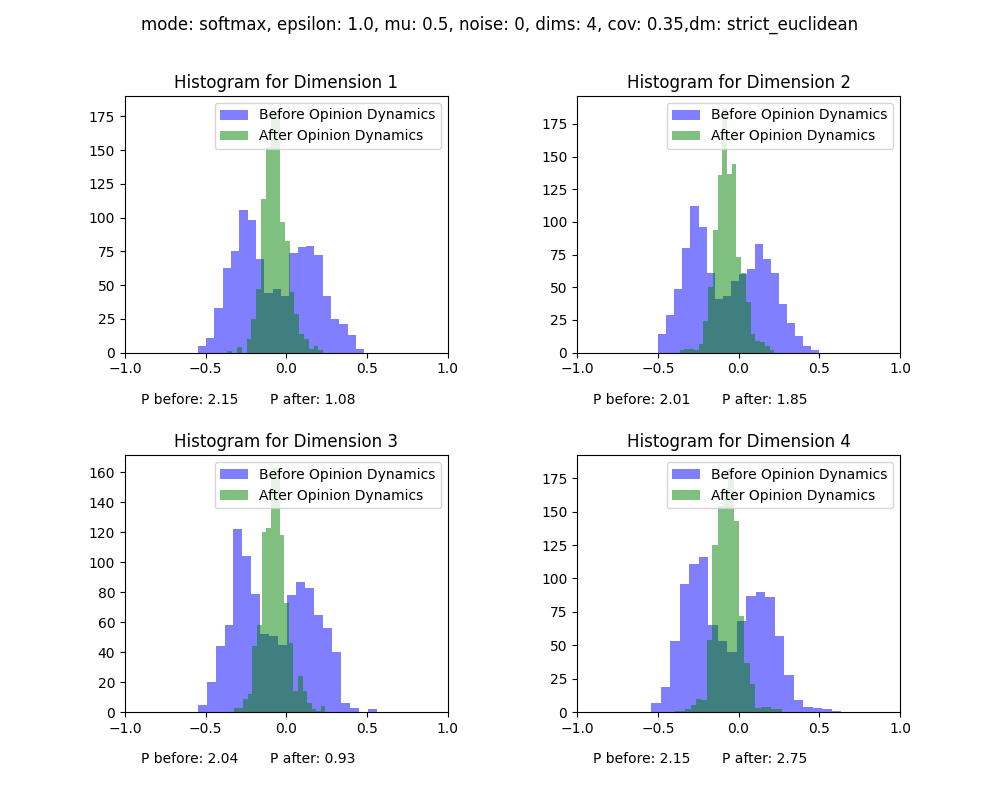 mode: softmax, epsilon: 1.0, mu: 0.5, noise: 0, dims: 4, cov: 0.35,dm: strict_euclidean
Histogram for Dimension 1
Before Opinion Dynamics
After Opinion Dynamics
175
150
125
100
75
50
25
0
−1.0 −0.5 0.0 0.5 1.0
P before: 2.15 P after: 1.08
Histogram for Dimension 2
Before Opinion Dynamics
After Opinion Dynamics
175
150
125
100
75
50
25
0
−1.0 −0.5 0.0 0.5 1.0
P before: 2.01 P after: 1.85
Histogram for Dimension 3
Before Opinion Dynamics
After Opinion Dynamics
160
140
120
100
80
60
40
20
0
−1.0 −0.5 0.0 0.5 1.0
P before: 2.04 P after: 0.93
Histogram for Dimension 4
Before Opinion Dynamics
After Opinion Dynamics
175
150
125
100
75
50
25
0
−1.0 −0.5 0.0 0.5 1.0
P before: 2.15 P after: 2.75